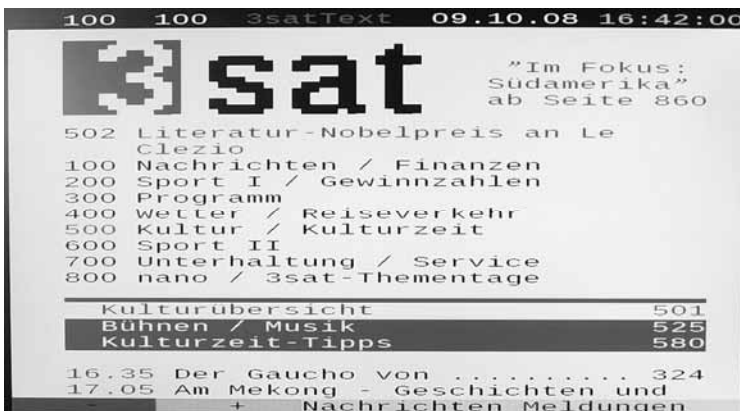 100 100 3satText 09.10.08 16:42:00
3sat
"Im Fokus:
Südamerika"
ab Seite 860
502 Literatur-Nobelpreis an Le
Clezio
100 Nachrichten / Finanzen
200 Sport I / Gewinnzahlen
300 Programm
400 Wetter / Reiseverkehr
500 Kultur / Kulturzeit
600 Sport II
700 Unterhaltung / Service
800 nano / 3sat-Thementage
Kulturübersicht 501
Bühnen / Musik 525
Kulturzeit-Tipps 580
16.35 Der Gaucho von .......... 324
17.05 Am Mekong - Geschichten und
- + Nachrichten Meldungen